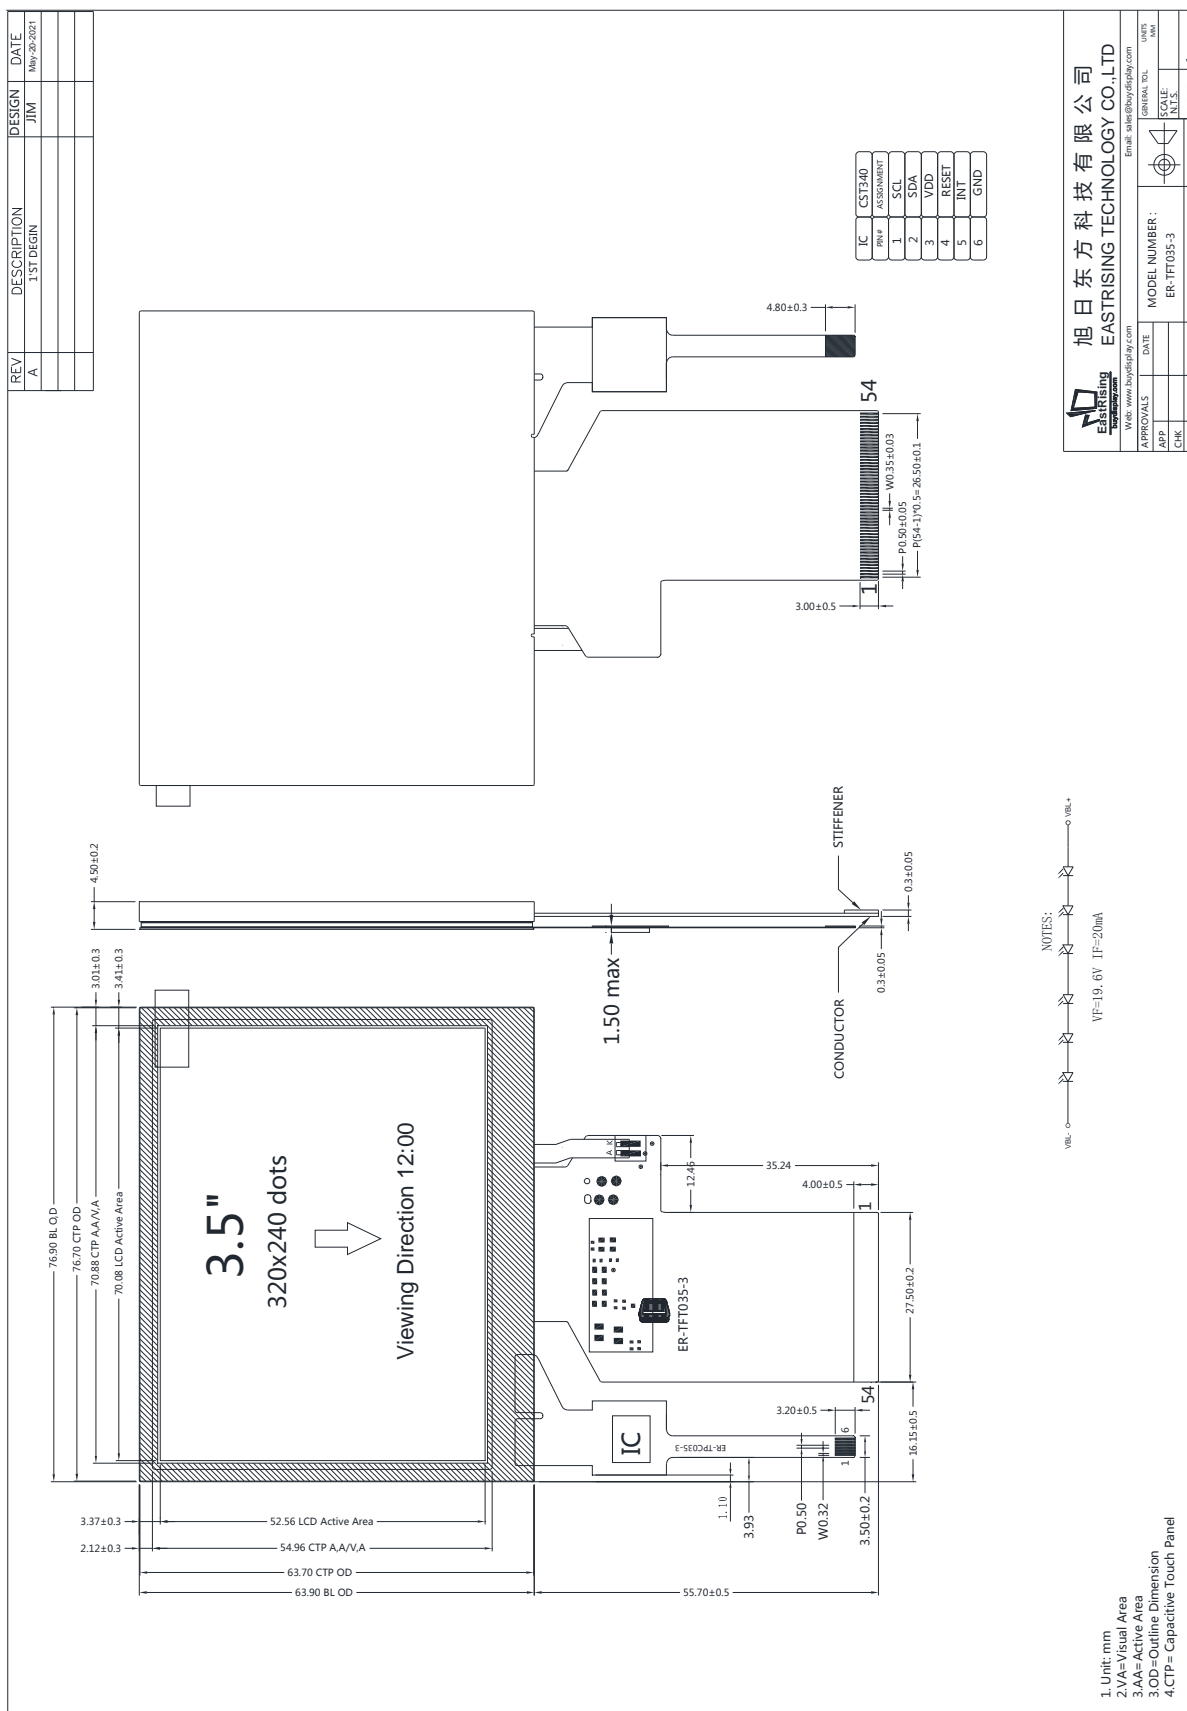 REV DESCRIPTION DESIGN DATE
A 1'ST DEGIN JIM May-20-2021
IC CST340
PIN# ASSIGNMENT
1 SCL
2 SDA
3 VDD
4 RESET
5 INT
6 GND
4.80±0.3
54
1
W0.35±0.03
P0.50±0.05
P(54-1)*0.5=26.50±0.1
3.00±0.5
4.50±0.2
1.50 max
STIFFENER
CONDUCTOR
0.3±0.05
0.3±0.05
3.01±0.3
3.41±0.3
76.90 BL O,D
76.70 CTP OD
70.88 CTP A,A/V,A
70.08 LCD Active Area
3.5"
320x240 dots
Viewing Direction 12:00
A K
12.46
35.24
4.00±0.5
1
ER-TFT035-3
27.50±0.2
54
16.15±0.5
IC
ER-TPC035-3
3.20±0.5
1 6
1.10
3.93
P0.50
W0.32
3.50±0.2
3.37±0.3
2.12±0.3
52.56 LCD Active Area
54.96 CTP A,A/V,A
63.70 CTP OD
63.90 BL OD
55.70±0.5
NOTES:
VBL- VBL+
VF=19.6V IF=20mA
1. Unit: mm
2.VA=Visual Area
3.AA=Active Area
3.OD=Outline Dimension
4.CTP= Capacitive Touch Panel
旭日东方科技有限公司
EASTRISING TECHNOLOGY CO.,LTD
EastRising
buydisplay.com
Web: www.buydisplay.com Email: sales@buydisplay.com
APPROVALS DATE
APP
CHK
MODEL NUMBER :
ER-TFT035-3
GENERAL TOL.
UNITS
MM
SCALE:
N.T.S.